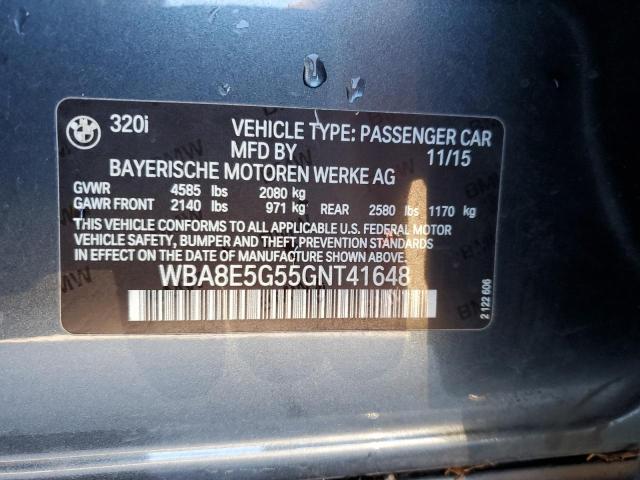 320i VEHICLE TYPE: PASSENGER CAR
MFD BY 11/15
BAYERISCHE MOTOREN WERKE AG
GVWR 4585 lbs 2080 kg
GAWR FRONT 2140 lbs 971 kg REAR 2580 lbs 1170 kg
THIS VEHICLE CONFORMS TO ALL APPLICABLE U.S. FEDERAL MOTOR
VEHICLE SAFETY, BUMPER AND THEFT PREVENTION STANDARDS
IN EFFECT ON THE DATE OF MANUFACTURE SHOWN ABOVE.
WBA8E5G55GNT41648
2 122 606